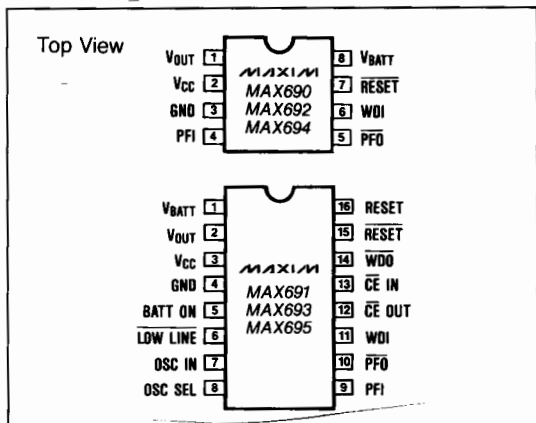 Top View
VOUT 1
VCC 2
GND 3
PFI 4
MAXIM
MAX690
MAX692
MAX694
8 VBATT
7 RESET
6 WDI
5 PFO
VBATT 1
VOUT 2
VCC 3
GND 4
BATT ON 5
LOW LINE 6
OSC IN 7
OSC SEL 8
MAXIM
MAX691
MAX693
MAX695
16 RESET
15 RESET
14 WDO
13 CE IN
12 CE OUT
11 WDI
10 PFO
9 PFI